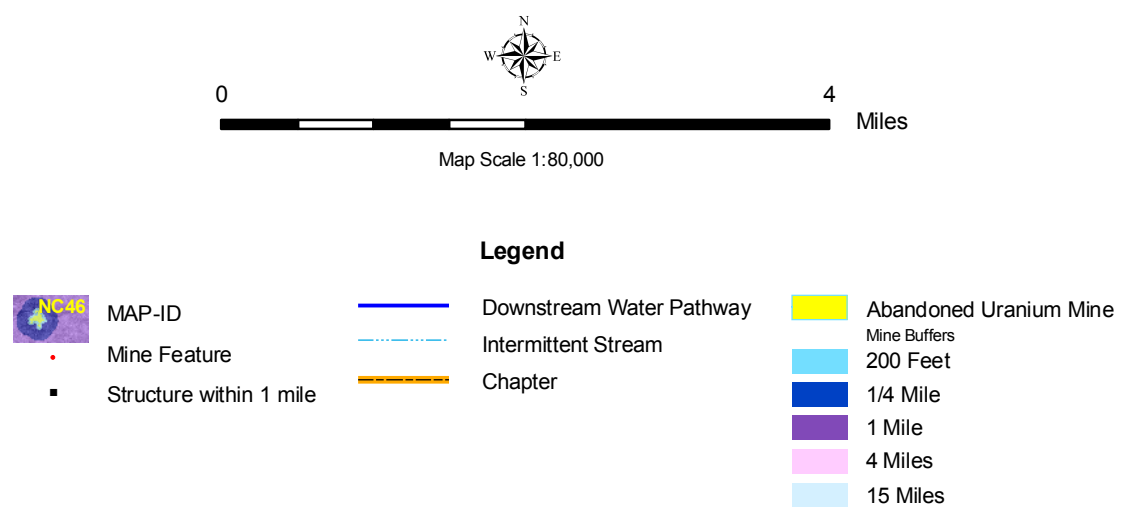 N
W E
S
0 4
Miles
Map Scale 1:80,000
Legend
NC46 MAP-ID
Mine Feature
Structure within 1 mile
Downstream Water Pathway
Intermittent Stream
Chapter
Abandoned Uranium Mine
Mine Buffers
200 Feet
1/4 Mile
1 Mile
4 Miles
15 Miles